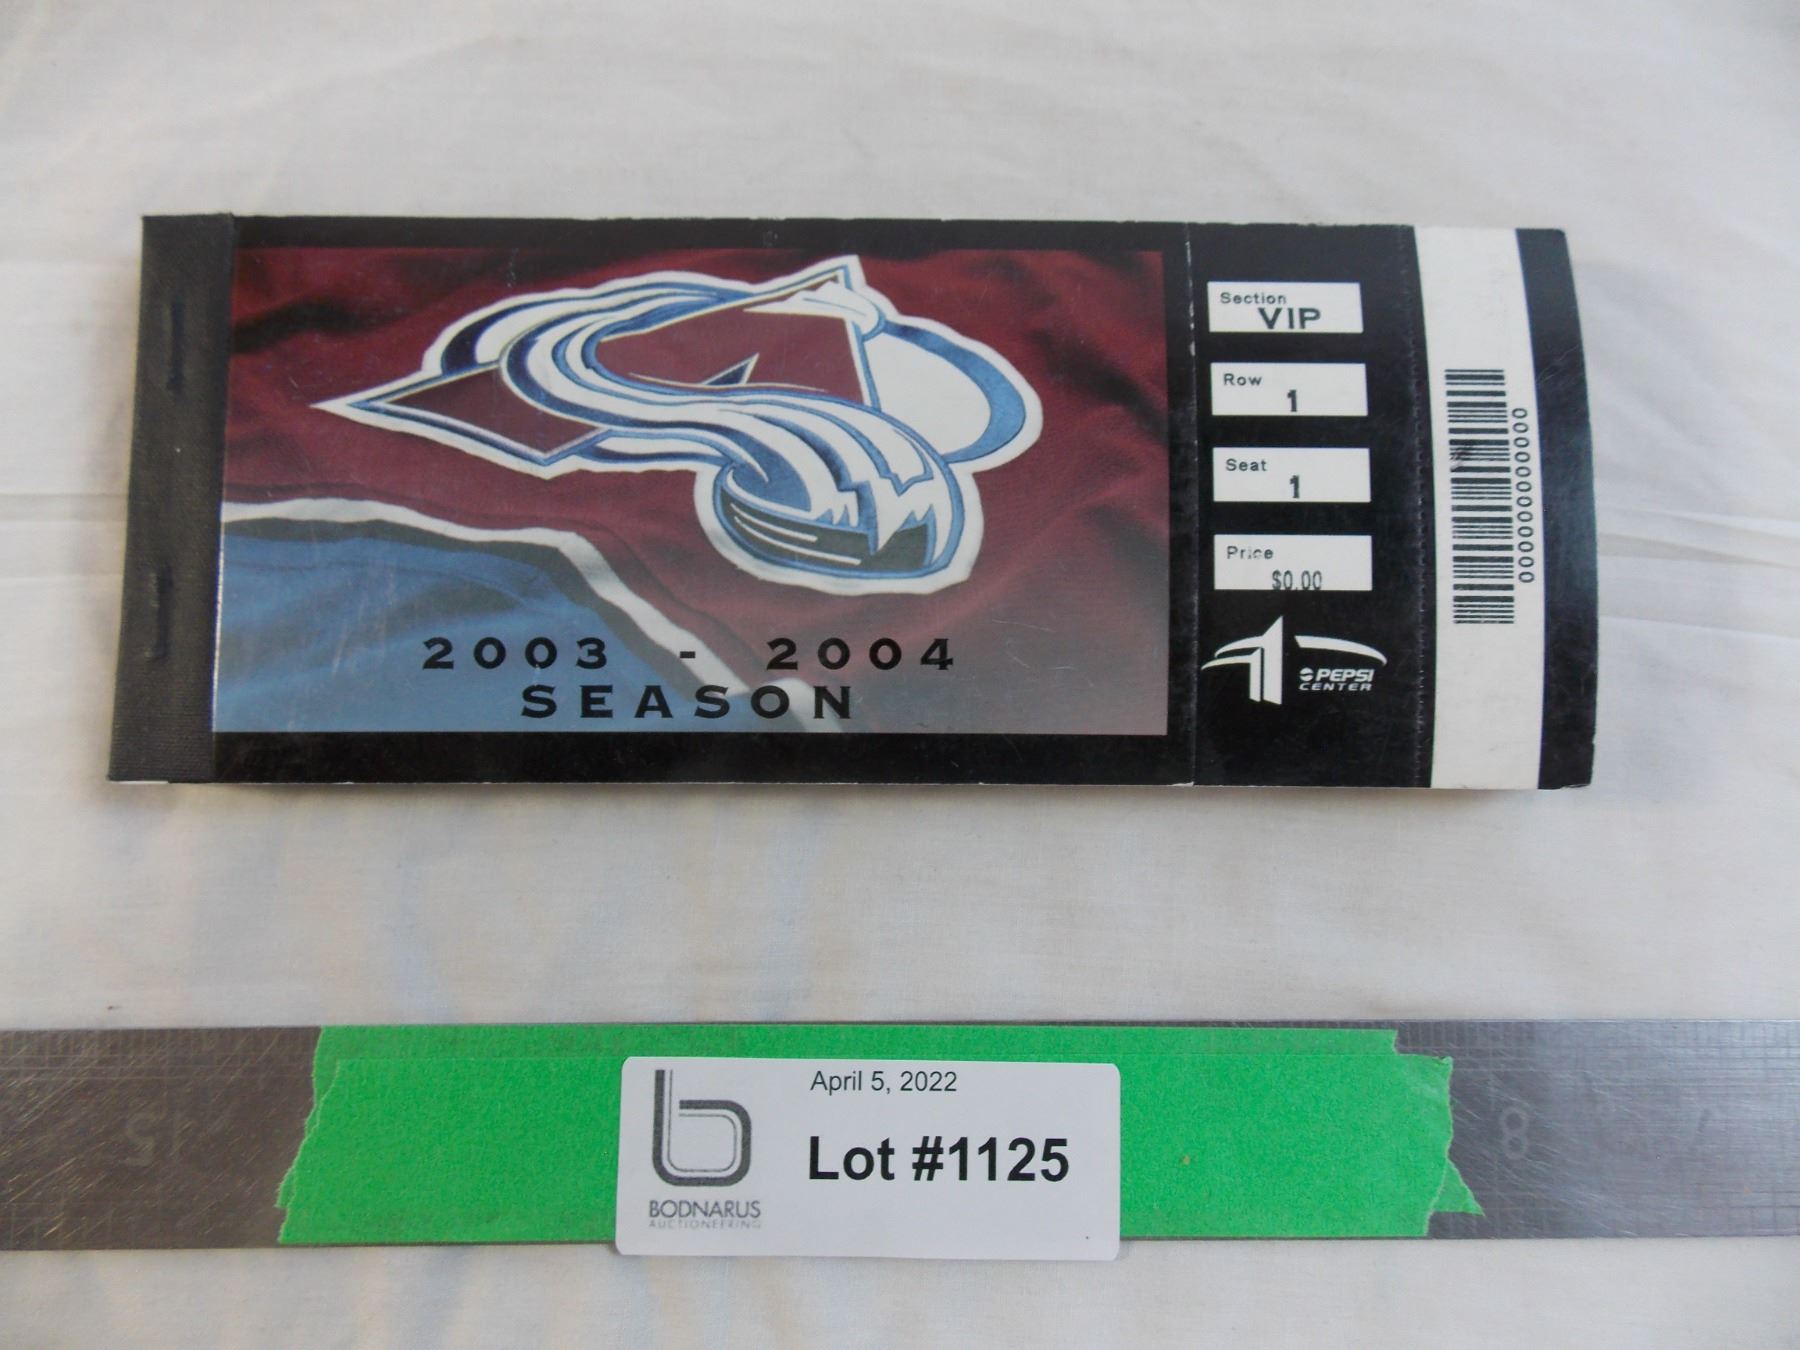 2003 - 2004
SEASON
Section
VIP
Row
1
Seat
1
Price
$0.00
PEPSI
CENTER
April 5, 2022
Lot #1125
BODNARUS
AUCTIONEERING
15
8